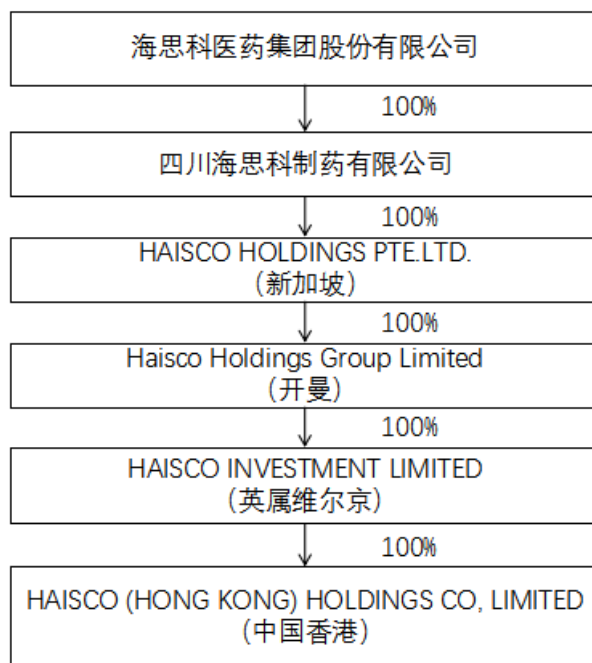 海思科医药集团股份有限公司
100%
四川海思科制药有限公司
100%
HAISCO HOLDINGS PTE.LTD.
（新加坡）
100%
Haisco Holdings Group Limited
（开曼）
100%
HAISCO INVESTMENT LIMITED
（英属维尔京）
100%
HAISCO (HONG KONG) HOLDINGS CO, LIMITED
（中国香港）